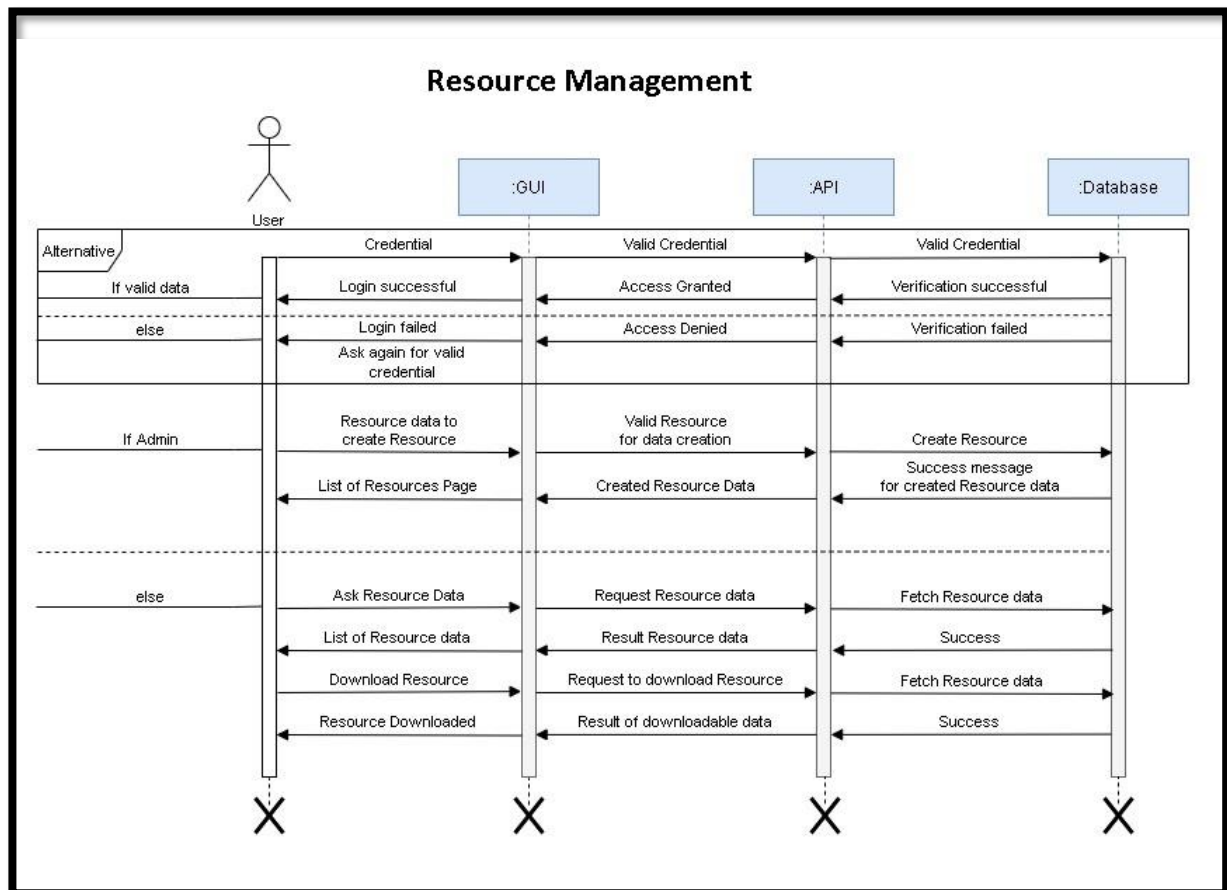 Resource Management
User
:GUI
:API
:Database
Alternative
Credential
Valid Credential
Valid Credential
If valid data
Login successful
Access Granted
Verification successful
else
Login failed
Access Denied
Verification failed
Ask again for valid
credential
If Admin
Resource data to
create Resource
Valid Resource
for data creation
Create Resource
List of Resources Page
Created Resource Data
Success message
for created Resource data
else
Ask Resource Data
Request Resource data
Fetch Resource data
List of Resource data
Result Resource data
Success
Download Resource
Request to download Resource
Fetch Resource data
Resource Downloaded
Result of downloadable data
Success